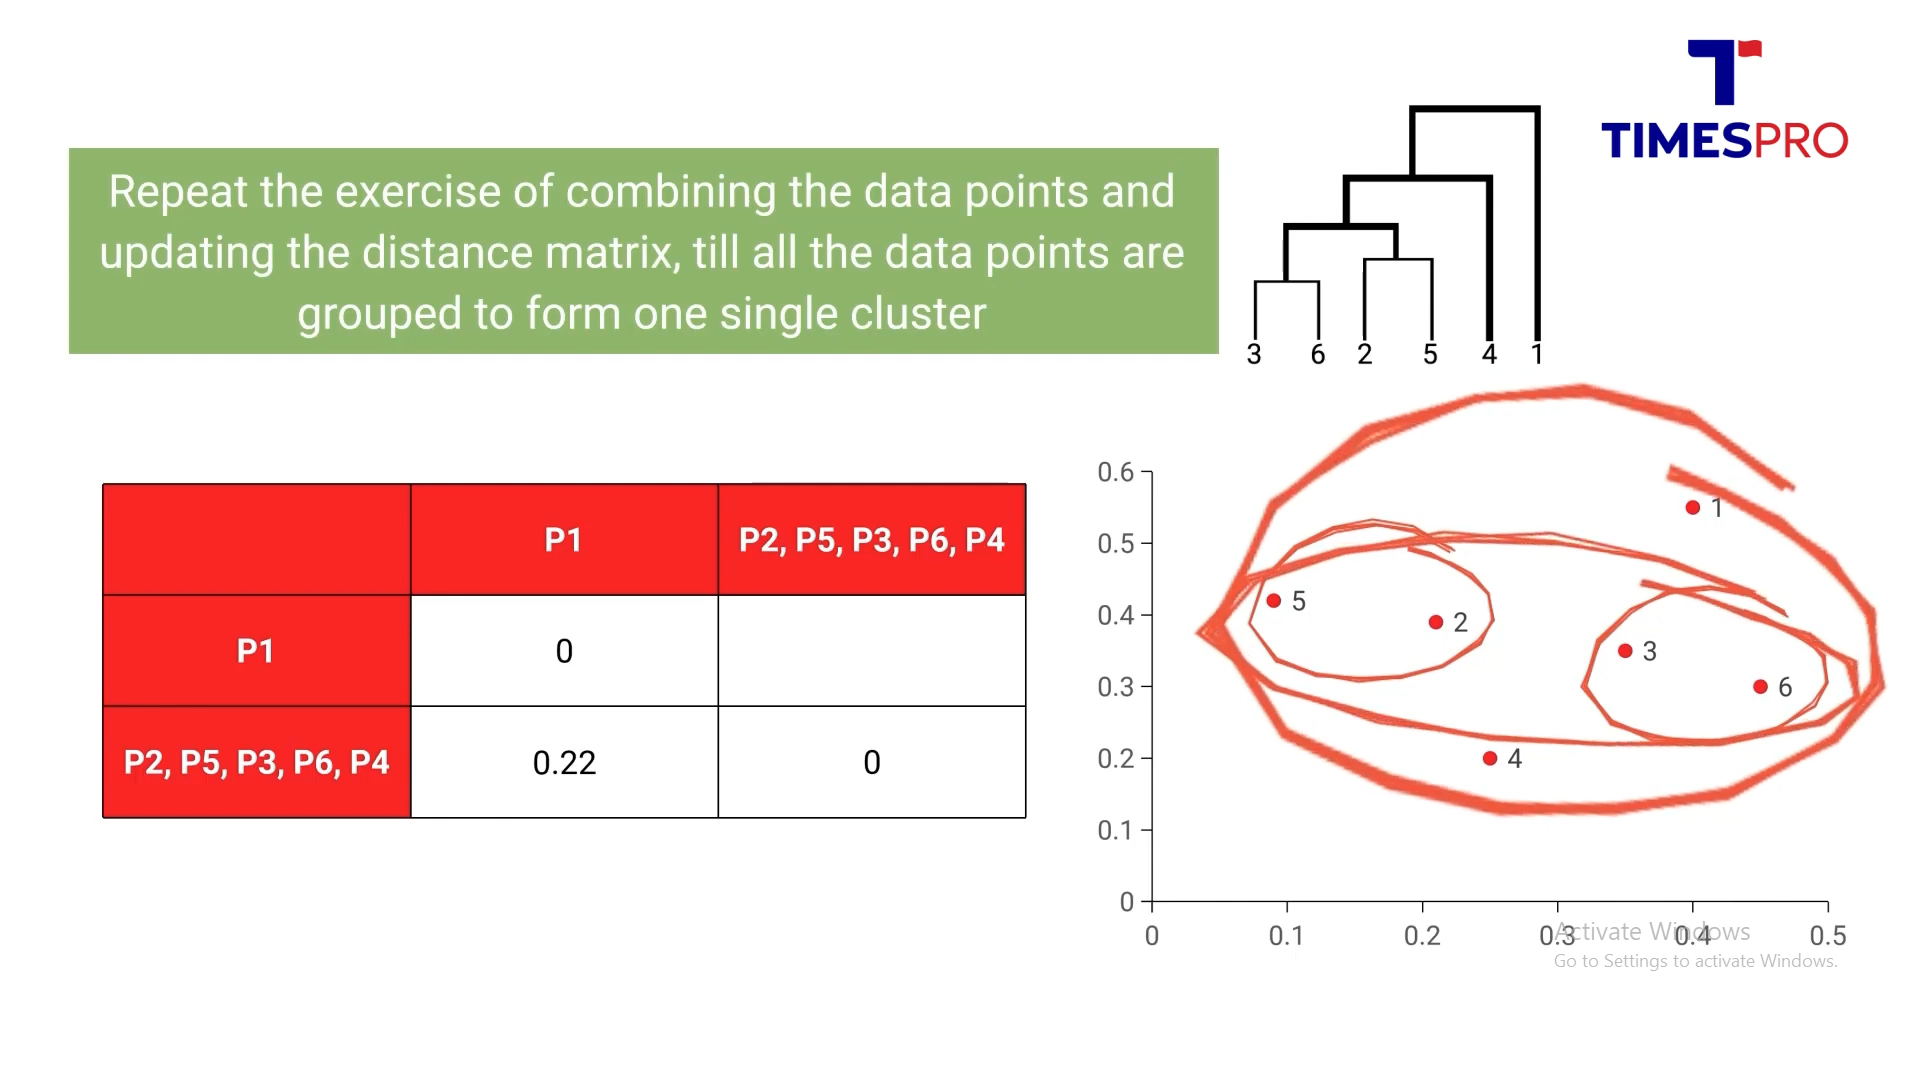 TIMESPRO
Repeat the exercise of combining the data points and
updating the distance matrix, till all the data points are
grouped to form one single cluster
3 6 2 5 4 1
P1 P2, P5, P3, P6, P4
P1 0
P2, P5, P3, P6, P4 0.22 0
0.6
0.5
0.4
0.3
0.2
0.1
0
1
5
2
3
6
4
0 0.1 0.2 0.3 0.4 0.5
Activate Windows
Go to Settings to activate Windows.